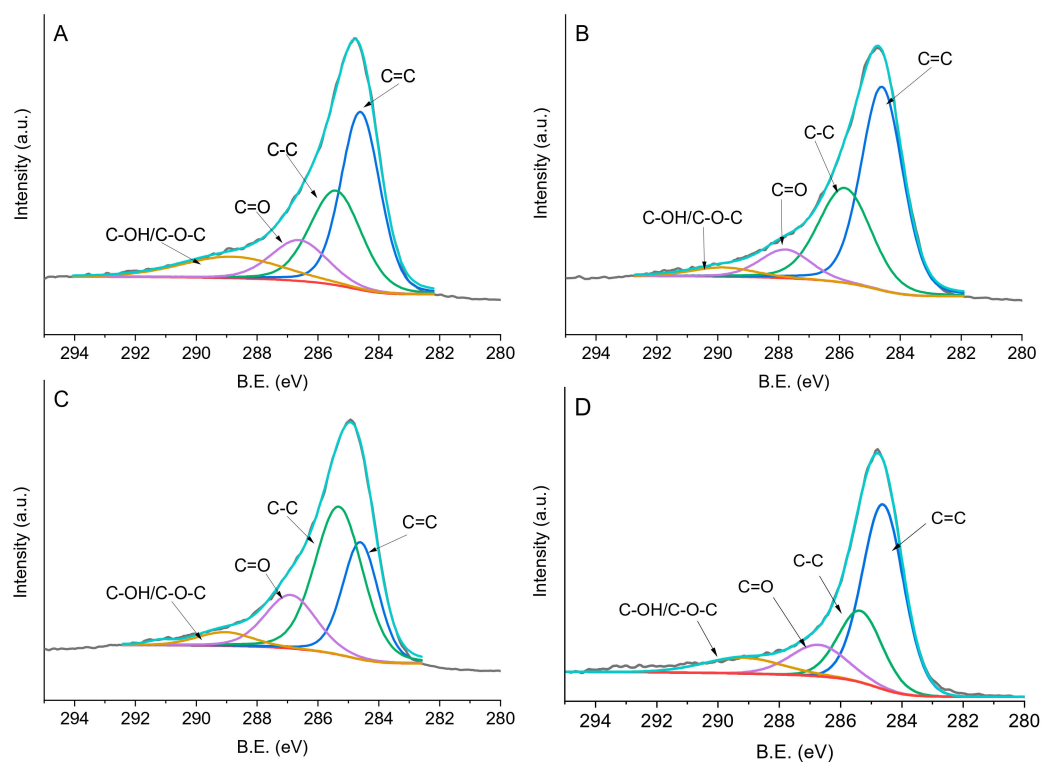 A
C=C
C-C
C=O
C-OH/C-O-C
Intensity (a.u.)
294 292 290 288 286 284 282 280
B.E. (eV)
B
C=C
C-C
C=O
C-OH/C-O-C
Intensity (a.u.)
294 292 290 288 286 284 282 280
B.E. (eV)
C
C-C
C=C
C=O
C-OH/C-O-C
Intensity (a.u.)
294 292 290 288 286 284 282 280
B.E. (eV)
D
C=C
C-C
C=O
C-OH/C-O-C
Intensity (a.u.)
294 292 290 288 286 284 282 280
B.E. (eV)